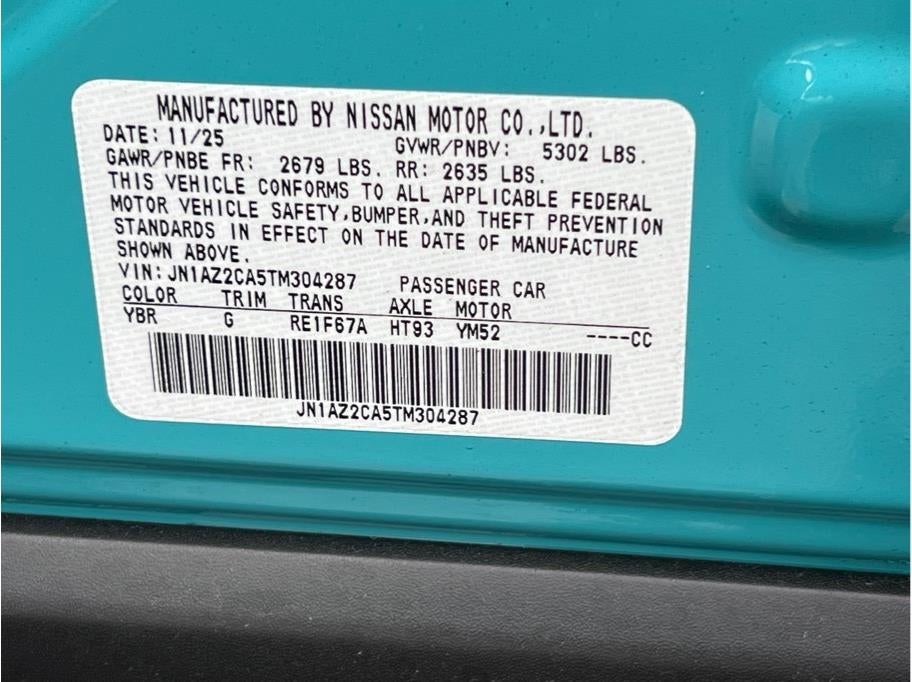 MANUFACTURED BY NISSAN MOTOR CO.,LTD.
DATE: 11/25 GVWR/PNBV: 5302 LBS.
GAWR/PNBE FR: 2679 LBS. RR: 2635 LBS.
THIS VEHICLE CONFORMS TO ALL APPLICABLE FEDERAL
MOTOR VEHICLE SAFETY,BUMPER,AND THEFT PREVENTION
STANDARDS IN EFFECT ON THE DATE OF MANUFACTURE
SHOWN ABOVE.
VIN: JN1AZ2CA5TM304287 PASSENGER CAR
COLOR TRIM TRANS AXLE MOTOR
YBR G RE1F67A HT93 YM52 ----CC
JN1AZ2CA5TM304287